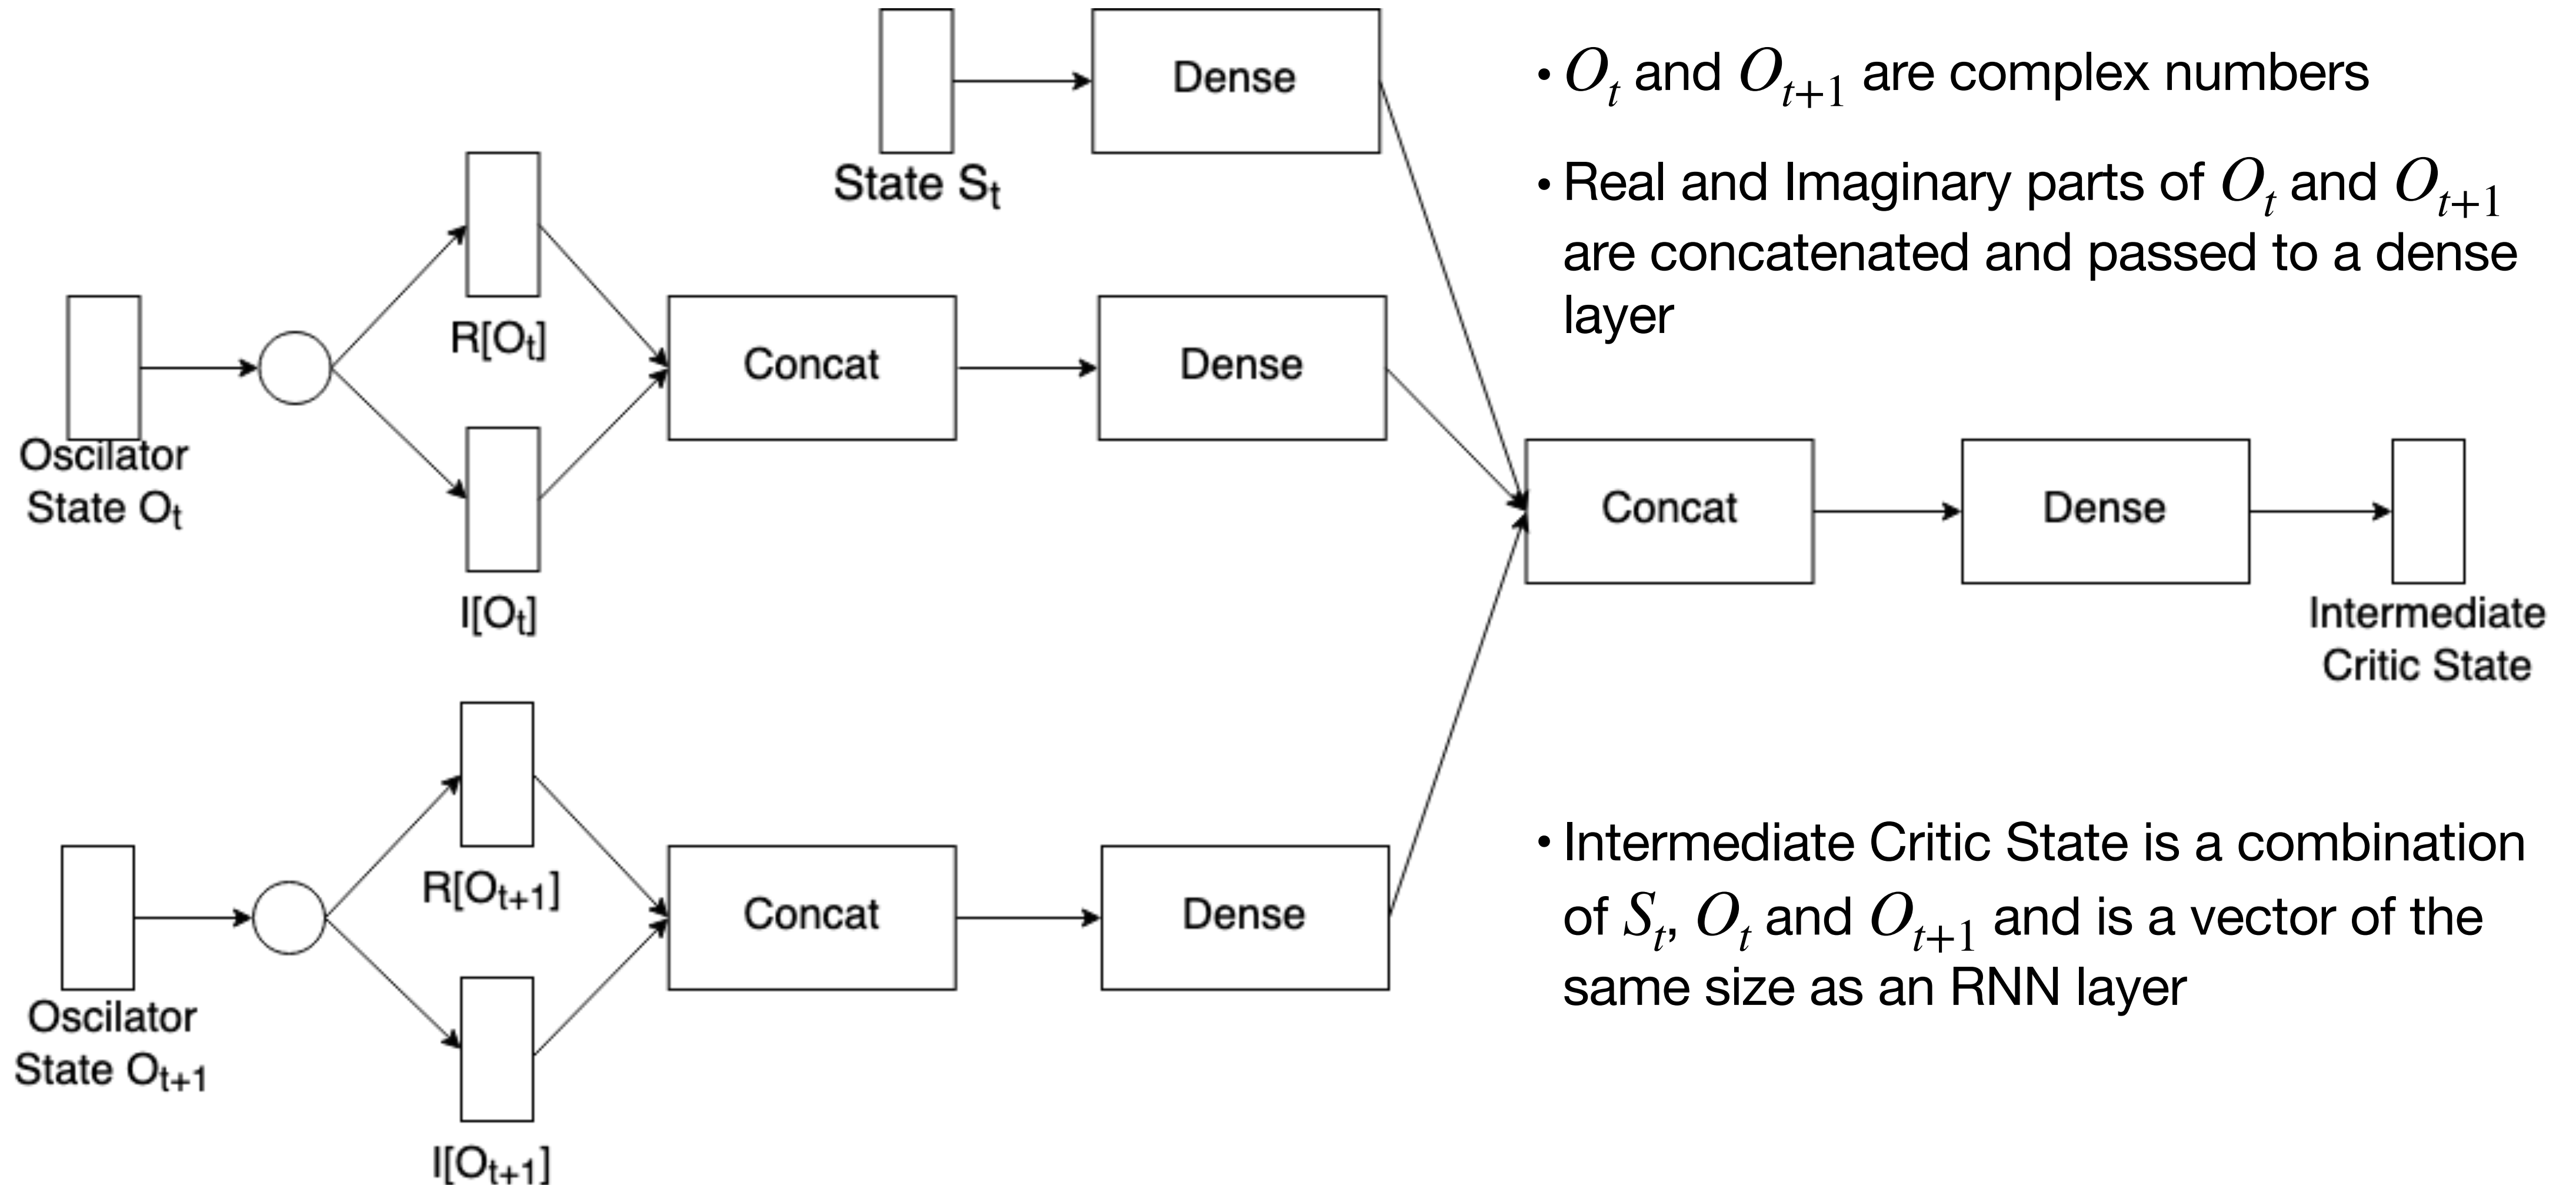 Dense
State St
R[Ot]
Concat
Dense
Oscilator
State Ot
I[Ot]
Concat
Dense
Intermediate
Critic State
R[Ot+1]
Concat
Dense
Oscilator
State Ot+1
I[Ot+1]
• Ot and Ot+1 are complex numbers
• Real and Imaginary parts of Ot and Ot+1
are concatenated and passed to a dense
layer
• Intermediate Critic State is a combination
of St, Ot and Ot+1 and is a vector of the
same size as an RNN layer